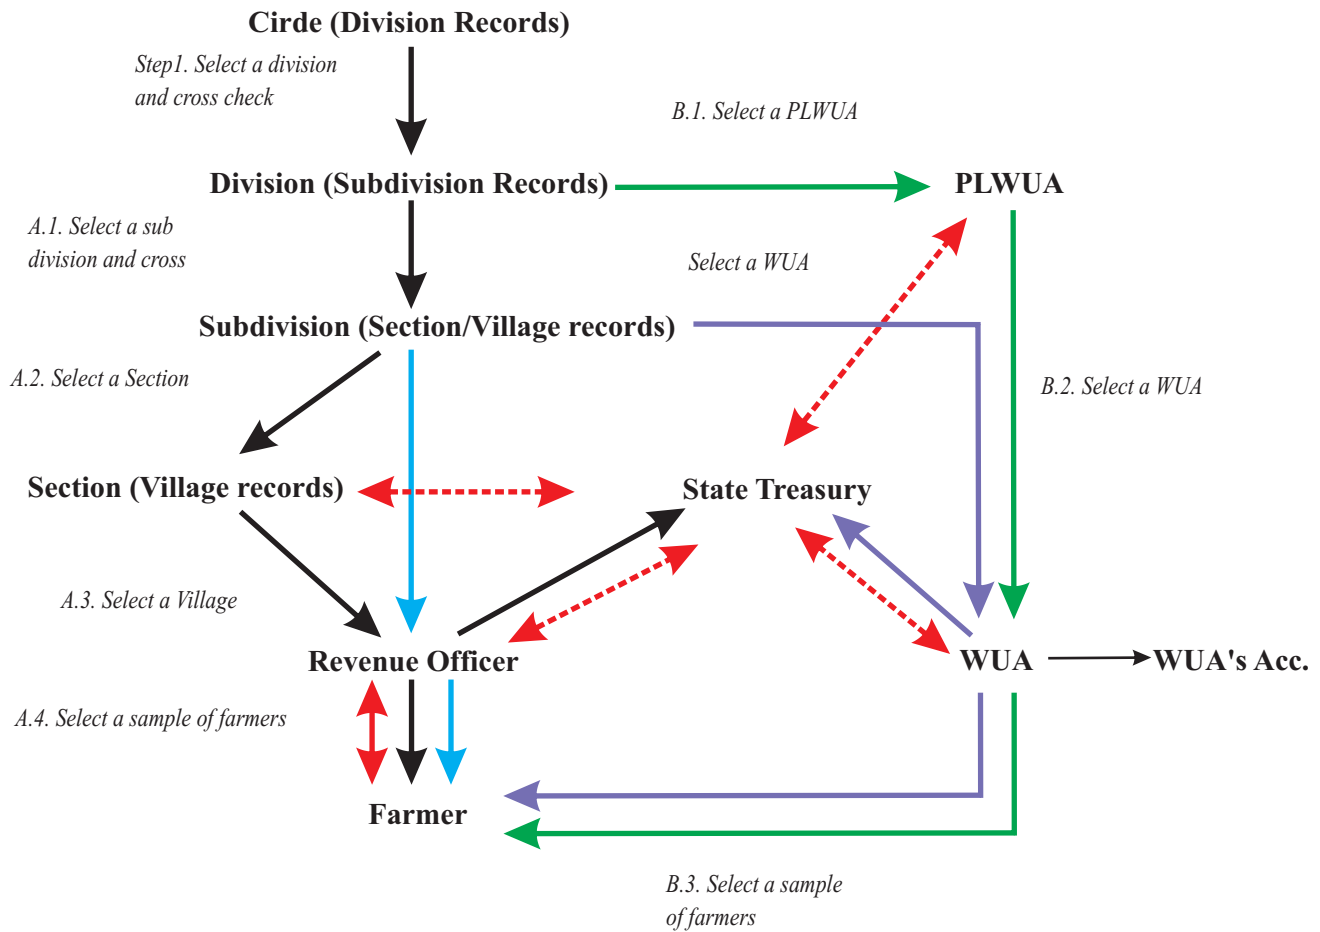 Cirde (Division Records)
Step1. Select a division
and cross check
B.1. Select a PLWUA
Division (Subdivision Records)
PLWUA
A.1. Select a sub
division and cross
Select a WUA
Subdivision (Section/Village records)
A.2. Select a Section
B.2. Select a WUA
Section (Village records)
State Treasury
A.3. Select a Village
Revenue Officer
WUA
WUA's Acc.
A.4. Select a sample of farmers
Farmer
B.3. Select a sample
of farmers